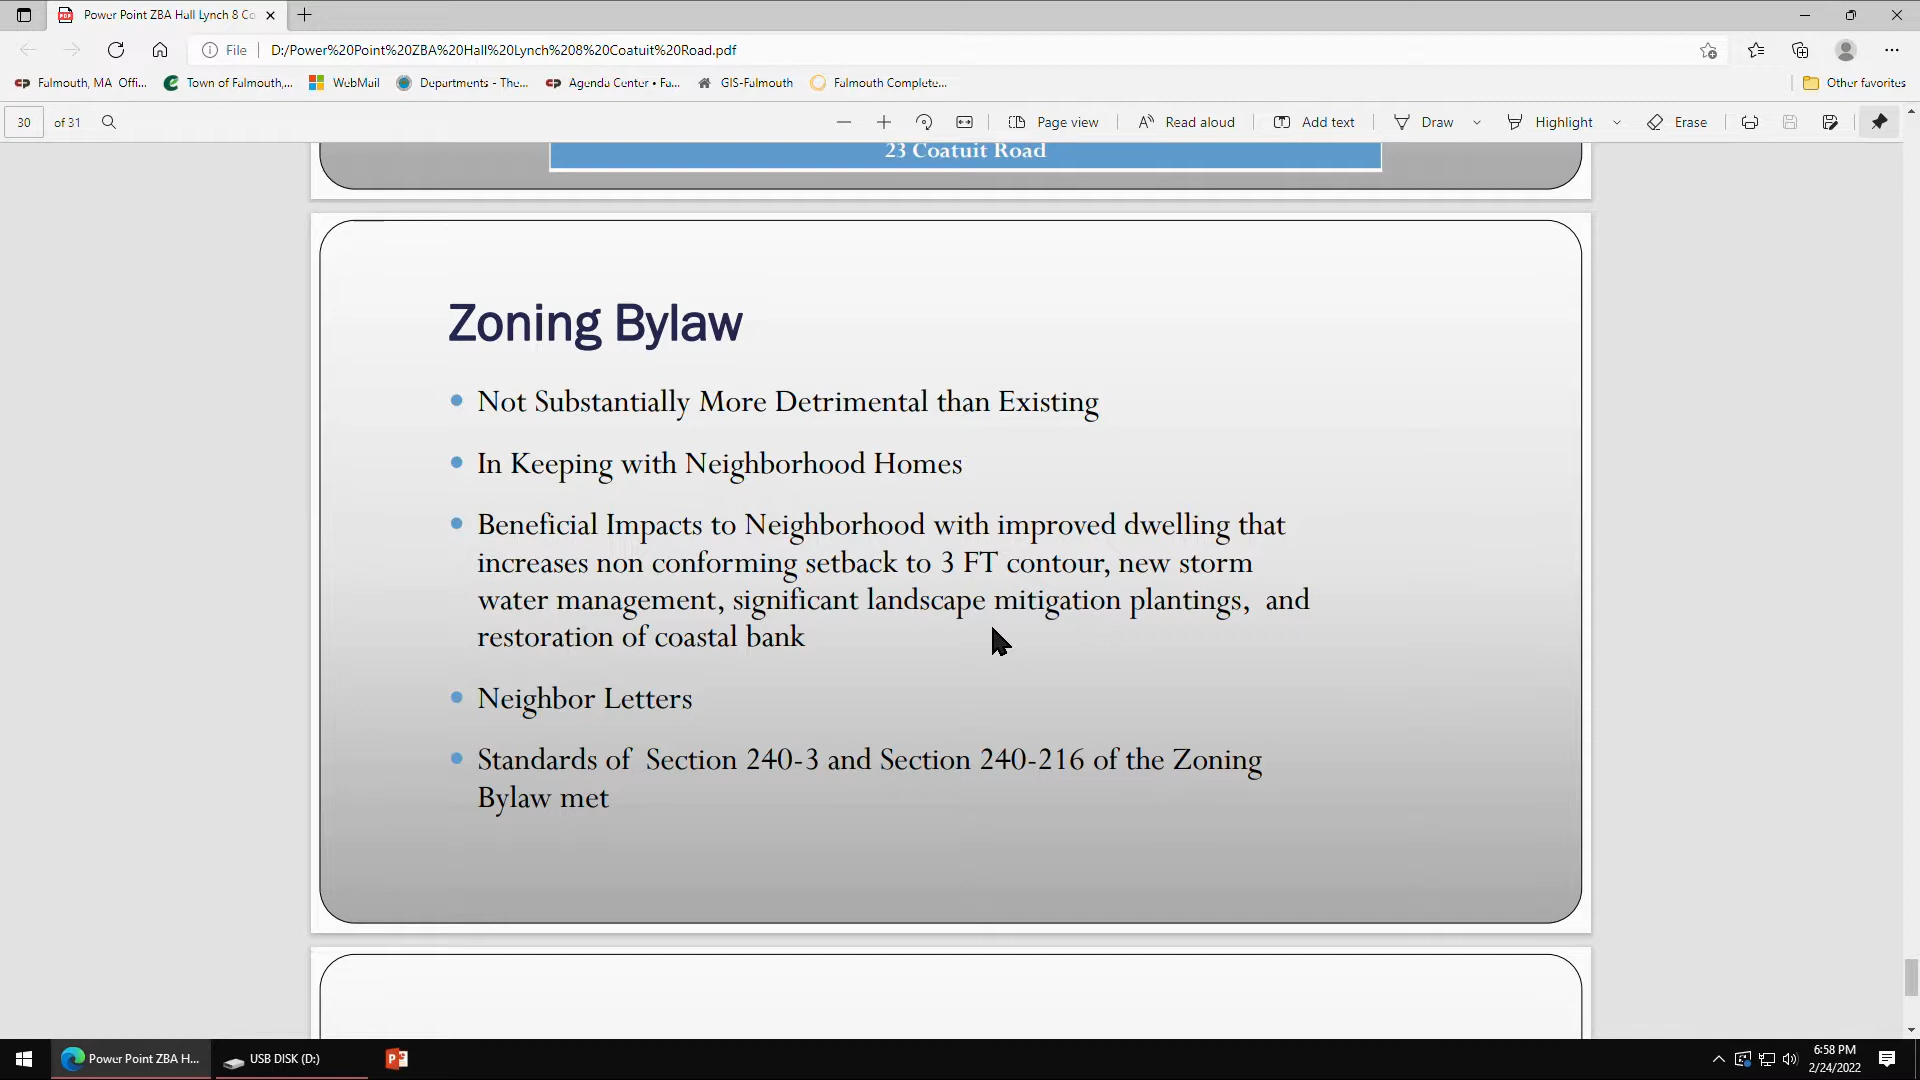 Power Point ZBA Hall Lynch 8 Co
File
D:/Power%20Point%20ZBA%20Hall%20Lynch%208%20Coatuit%20Road.pdf
Falmouth, MA Offi...
Town of Falmouth,...
WebMail
Departments - The...
Agenda Center • Fa...
GIS-Falmouth
Falmouth Complete...
Other favorites
30 of 31
Page view
Read aloud
Add text
Draw
Highlight
Erase
23 Coatuit Road
Zoning Bylaw
• Not Substantially More Detrimental than Existing
• In Keeping with Neighborhood Homes
• Beneficial Impacts to Neighborhood with improved dwelling that
increases non conforming setback to 3 FT contour, new storm
water management, significant landscape mitigation plantings, and
restoration of coastal bank
• Neighbor Letters
• Standards of Section 240-3 and Section 240-216 of the Zoning
Bylaw met
Power Point ZBA H...
USB DISK (D:)
6:58 PM
2/24/2022